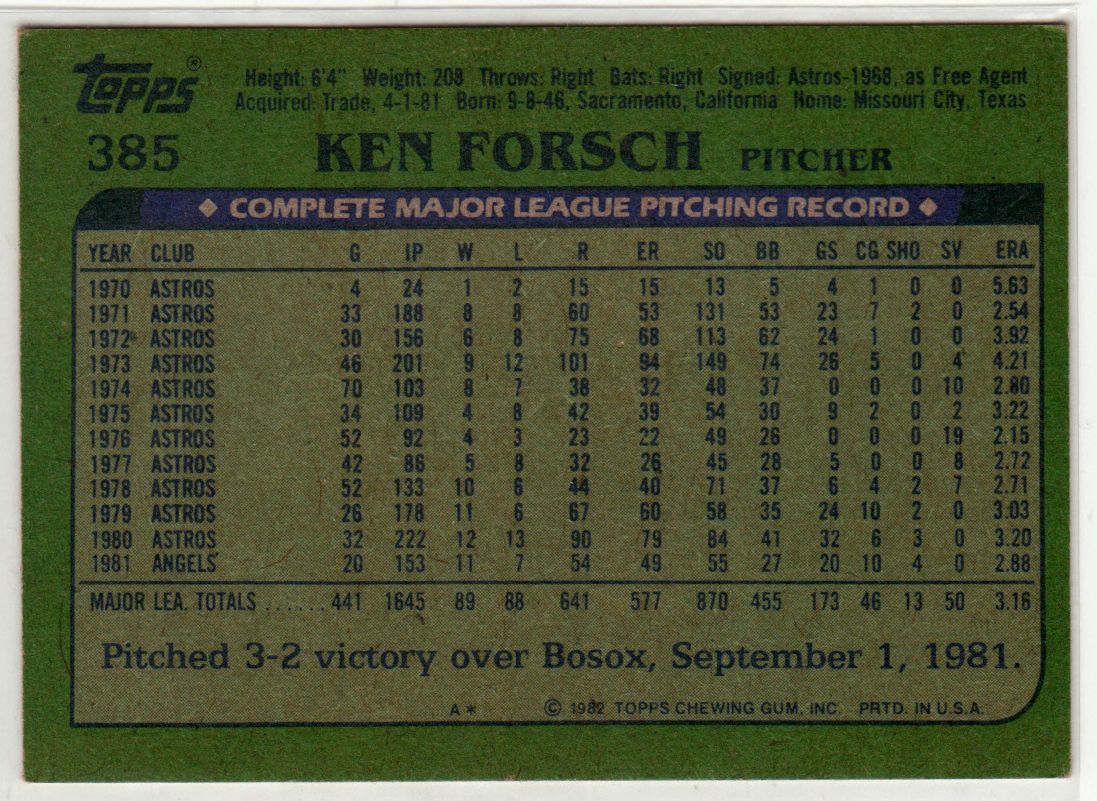 Topps®
Height: 6'4" Weight: 208 Throws: Right Bats: Right Signed: Astros-1968, as Free Agent
Acquired: Trade, 4-1-81 Born: 9-8-46, Sacramento, California Home: Missouri City, Texas
385 KEN FORSCH PITCHER
◆ COMPLETE MAJOR LEAGUE PITCHING RECORD ◆
YEAR CLUB G IP W L R ER SO BB GS CG SHO SV ERA
1970 ASTROS 4 24 1 2 15 15 13 5 4 1 0 0 5.63
1971 ASTROS 33 188 8 8 60 53 131 53 23 7 2 0 2.54
1972 ASTROS 30 156 6 8 75 68 113 62 24 1 0 0 3.92
1973 ASTROS 46 201 9 12 101 94 149 74 26 5 0 4 4.21
1974 ASTROS 70 103 8 7 38 32 48 37 0 0 0 10 2.80
1975 ASTROS 34 109 4 8 42 39 54 30 9 2 0 2 3.22
1976 ASTROS 52 92 4 3 23 22 49 26 0 0 0 19 2.15
1977 ASTROS 42 86 5 8 32 26 45 28 5 0 0 8 2.72
1978 ASTROS 52 133 10 6 44 40 71 37 6 4 2 7 2.71
1979 ASTROS 26 178 11 6 67 60 58 35 24 10 2 0 3.03
1980 ASTROS 32 222 12 13 90 79 84 41 32 6 3 0 3.20
1981 ANGELS 20 153 11 7 54 49 55 27 20 10 4 0 2.88
MAJOR LEA. TOTALS ...... 441 1645 89 88 641 577 870 455 173 46 13 50 3.16
Pitched 3-2 victory over Bosox, September 1, 1981.
A * © 1982 TOPPS CHEWING GUM, INC. PRTD. IN U.S.A.